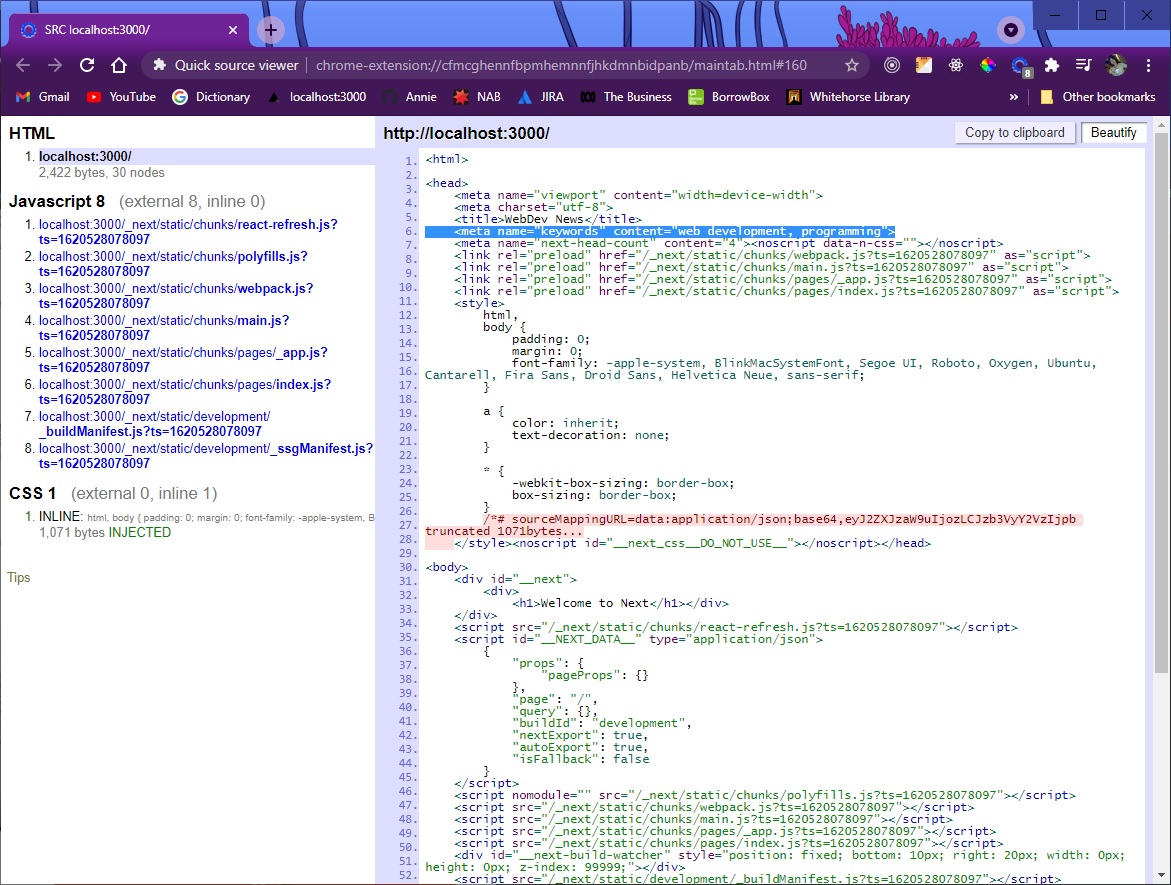 SRC localhost:3000/
Quick source viewer | chrome-extension://cfmcghennfbpmhemnnfjhkdmnbidpanb/maintab.html#160
8
Gmail YouTube Dictionary localhost:3000 Annie NAB JIRA The Business BorrowBox Whitehorse Library » Other bookmarks
HTML
1. localhost:3000/
2,422 bytes, 30 nodes
Javascript 8 (external 8, inline 0)
1. localhost:3000/_next/static/chunks/react-refresh.js?
ts=1620528078097
2. localhost:3000/_next/static/chunks/polyfills.js?
ts=1620528078097
3. localhost:3000/_next/static/chunks/webpack.js?
ts=1620528078097
4. localhost:3000/_next/static/chunks/main.js?
ts=1620528078097
5. localhost:3000/_next/static/chunks/pages/_app.js?
ts=1620528078097
6. localhost:3000/_next/static/chunks/pages/index.js?
ts=1620528078097
7. localhost:3000/_next/static/development/
_buildManifest.js?ts=1620528078097
8. localhost:3000/_next/static/development/_ssgManifest.js?
ts=1620528078097
CSS 1 (external 0, inline 1)
1. INLINE: html, body { padding: 0; margin: 0; font-family: -apple-system, B
1,071 bytes INJECTED
Tips
http://localhost:3000/
Copy to clipboard
Beautify
1. <html>
2.
3. <head>
4. <meta name="viewport" content="width=device-width">
<meta charset="utf-8">
5. <title>WebDev News</title>
6. <meta name="keywords" content="web development, programming">
7. <meta name="next-head-count" content="4"><noscript data-n-css=""></noscript>
8. <link rel="preload" href="/_next/static/chunks/webpack.js?ts=1620528078097" as="script">
9. <link rel="preload" href="/_next/static/chunks/main.js?ts=1620528078097" as="script">
<link rel="preload" href="/_next/static/chunks/pages/_app.js?ts=1620528078097" as="script">
10. <link rel="preload" href="/_next/static/chunks/pages/index.js?ts=1620528078097" as="script">
11. <style>
12. html,
13. body {
14. padding: 0;
margin: 0;
15. font-family: -apple-system, BlinkMacSystemFont, Segoe UI, Roboto, Oxygen, Ubuntu,
16. Cantarell, Fira Sans, Droid Sans, Helvetica Neue, sans-serif;
17. }
18.
19. a {
20. color: inherit;
text-decoration: none;
21. }
22.
23. * {
24. -webkit-box-sizing: border-box;
25. box-sizing: border-box;
26. }
/*# sourceMappingURL=data:application/json;base64,eyJ2ZXJzaW9uIjozLCJzb3VyY2VzIjpb
27. truncated 1071bytes...
28. </style><noscript id="__next_css__DO_NOT_USE__"></noscript></head>
29.
30. <body>
31. <div id="__next">
<div>
32. <h1>Welcome to Next</h1></div>
33. </div>
34. <script src="/_next/static/chunks/react-refresh.js?ts=1620528078097"></script>
35. <script id="__NEXT_DATA__" type="application/json">
36. {
37. "props": {
"pageProps": {}
38. },
39. "page": "/",
40. "query": {},
41. "buildId": "development",
42. "nextExport": true,
43. "autoExport": true,
"isFallback": false
44. }
45. </script>
46. <script nomodule="" src="/_next/static/chunks/polyfills.js?ts=1620528078097"></script>
47. <script src="/_next/static/chunks/webpack.js?ts=1620528078097"></script>
48. <script src="/_next/static/chunks/main.js?ts=1620528078097"></script>
49. <script src="/_next/static/chunks/pages/_app.js?ts=1620528078097"></script>
50. <script src="/_next/static/chunks/pages/index.js?ts=1620528078097"></script>
51. <div id="__next-build-watcher" style="position: fixed; bottom: 10px; right: 20px; width: 0px;
height: 0px; z-index: 99999;"></div>
52. <script src="/_next/static/development/_buildManifest.js?ts=1620528078097"></script>